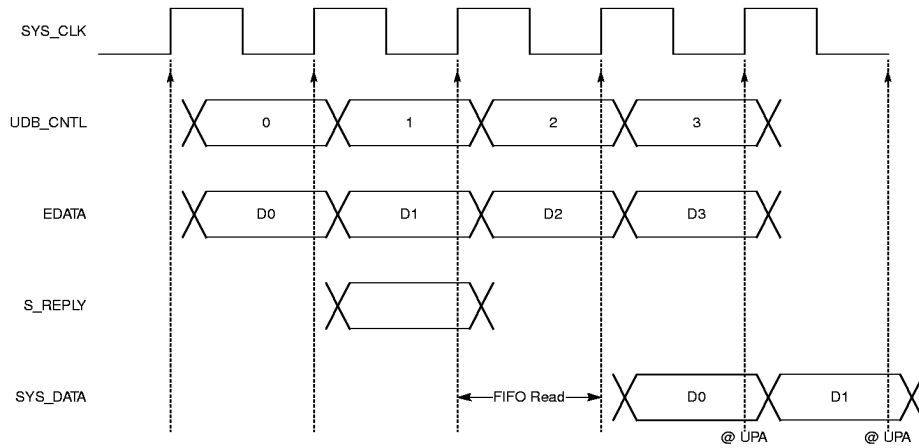 SYS_CLK
UDB_CNTL 0 1 2 3
EDATA D0 D1 D2 D3
S_REPLY
SYS_DATA FIFO Read D0 D1
@ UPA @ UPA